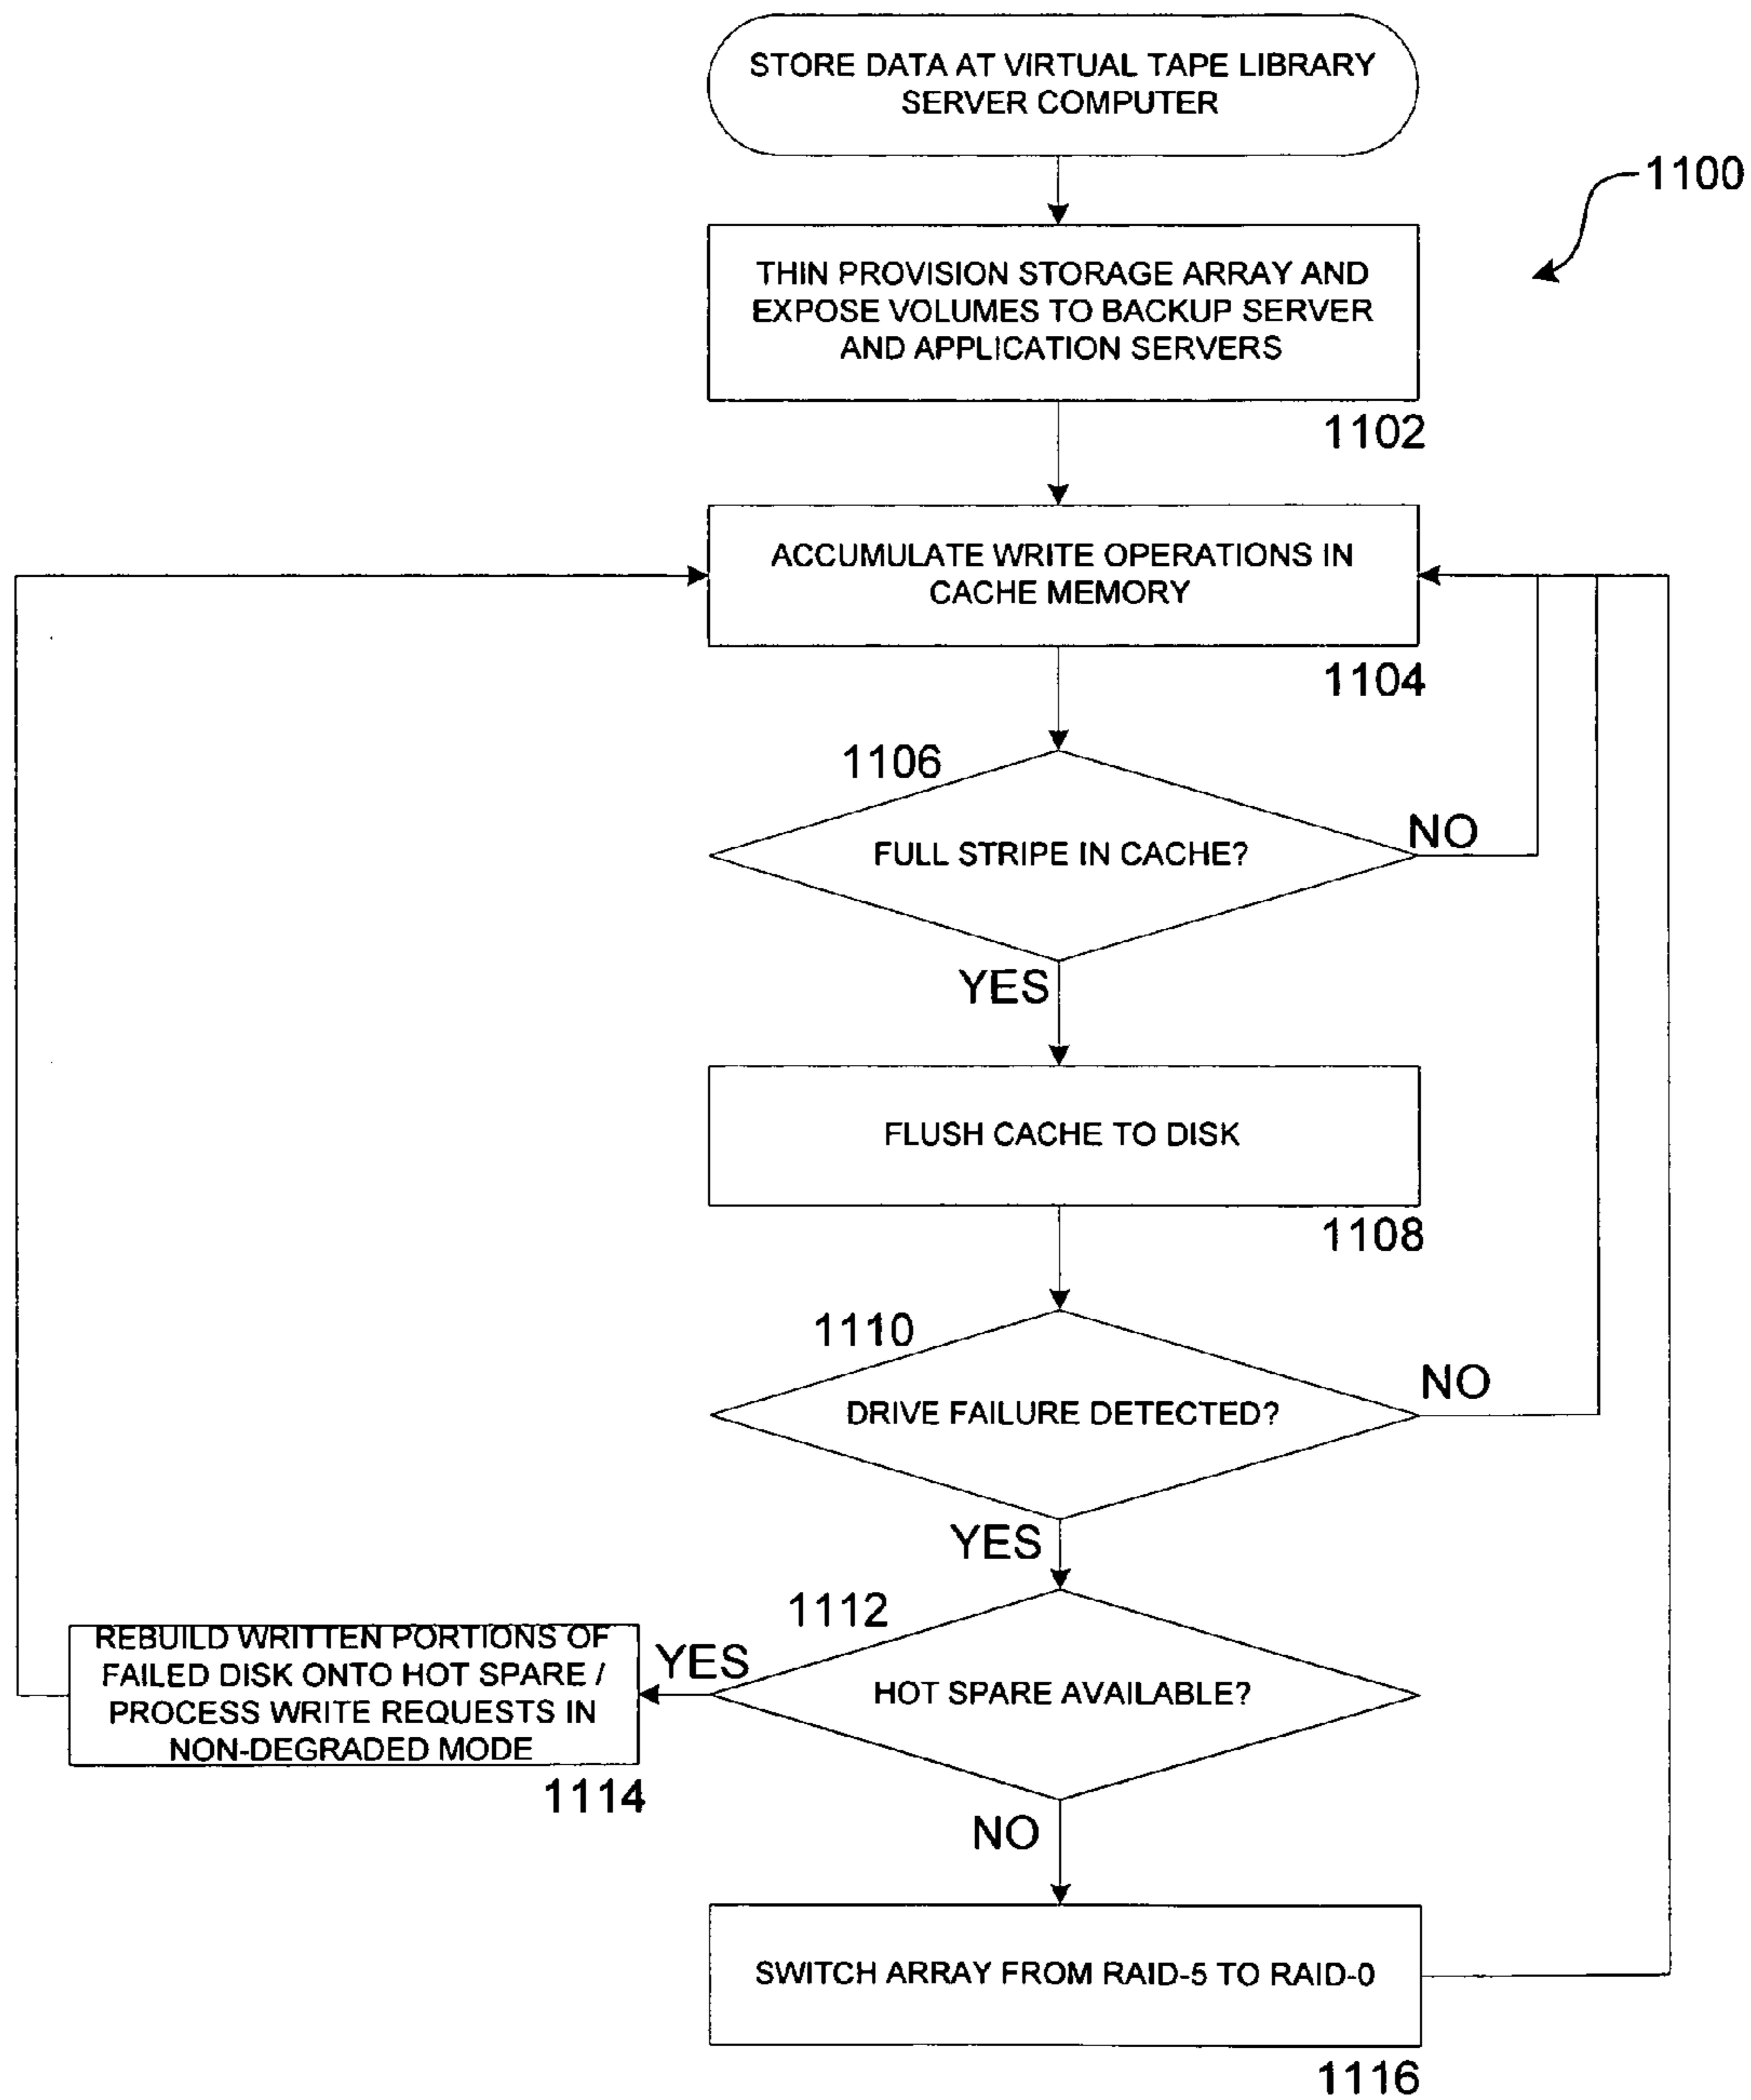 STORE DATA AT VIRTUAL TAPE LIBRARY
SERVER COMPUTER
1100
THIN PROVISION STORAGE ARRAY AND
EXPOSE VOLUMES TO BACKUP SERVER
AND APPLICATION SERVERS
1102
ACCUMULATE WRITE OPERATIONS IN
CACHE MEMORY
1104
1106
FULL STRIPE IN CACHE?
NO
YES
FLUSH CACHE TO DISK
1108
1110
DRIVE FAILURE DETECTED?
NO
YES
1112
HOT SPARE AVAILABLE?
YES
REBUILD WRITTEN PORTIONS OF
FAILED DISK ONTO HOT SPARE /
PROCESS WRITE REQUESTS IN
NON-DEGRADED MODE
1114
NO
SWITCH ARRAY FROM RAID-5 TO RAID-0
1116